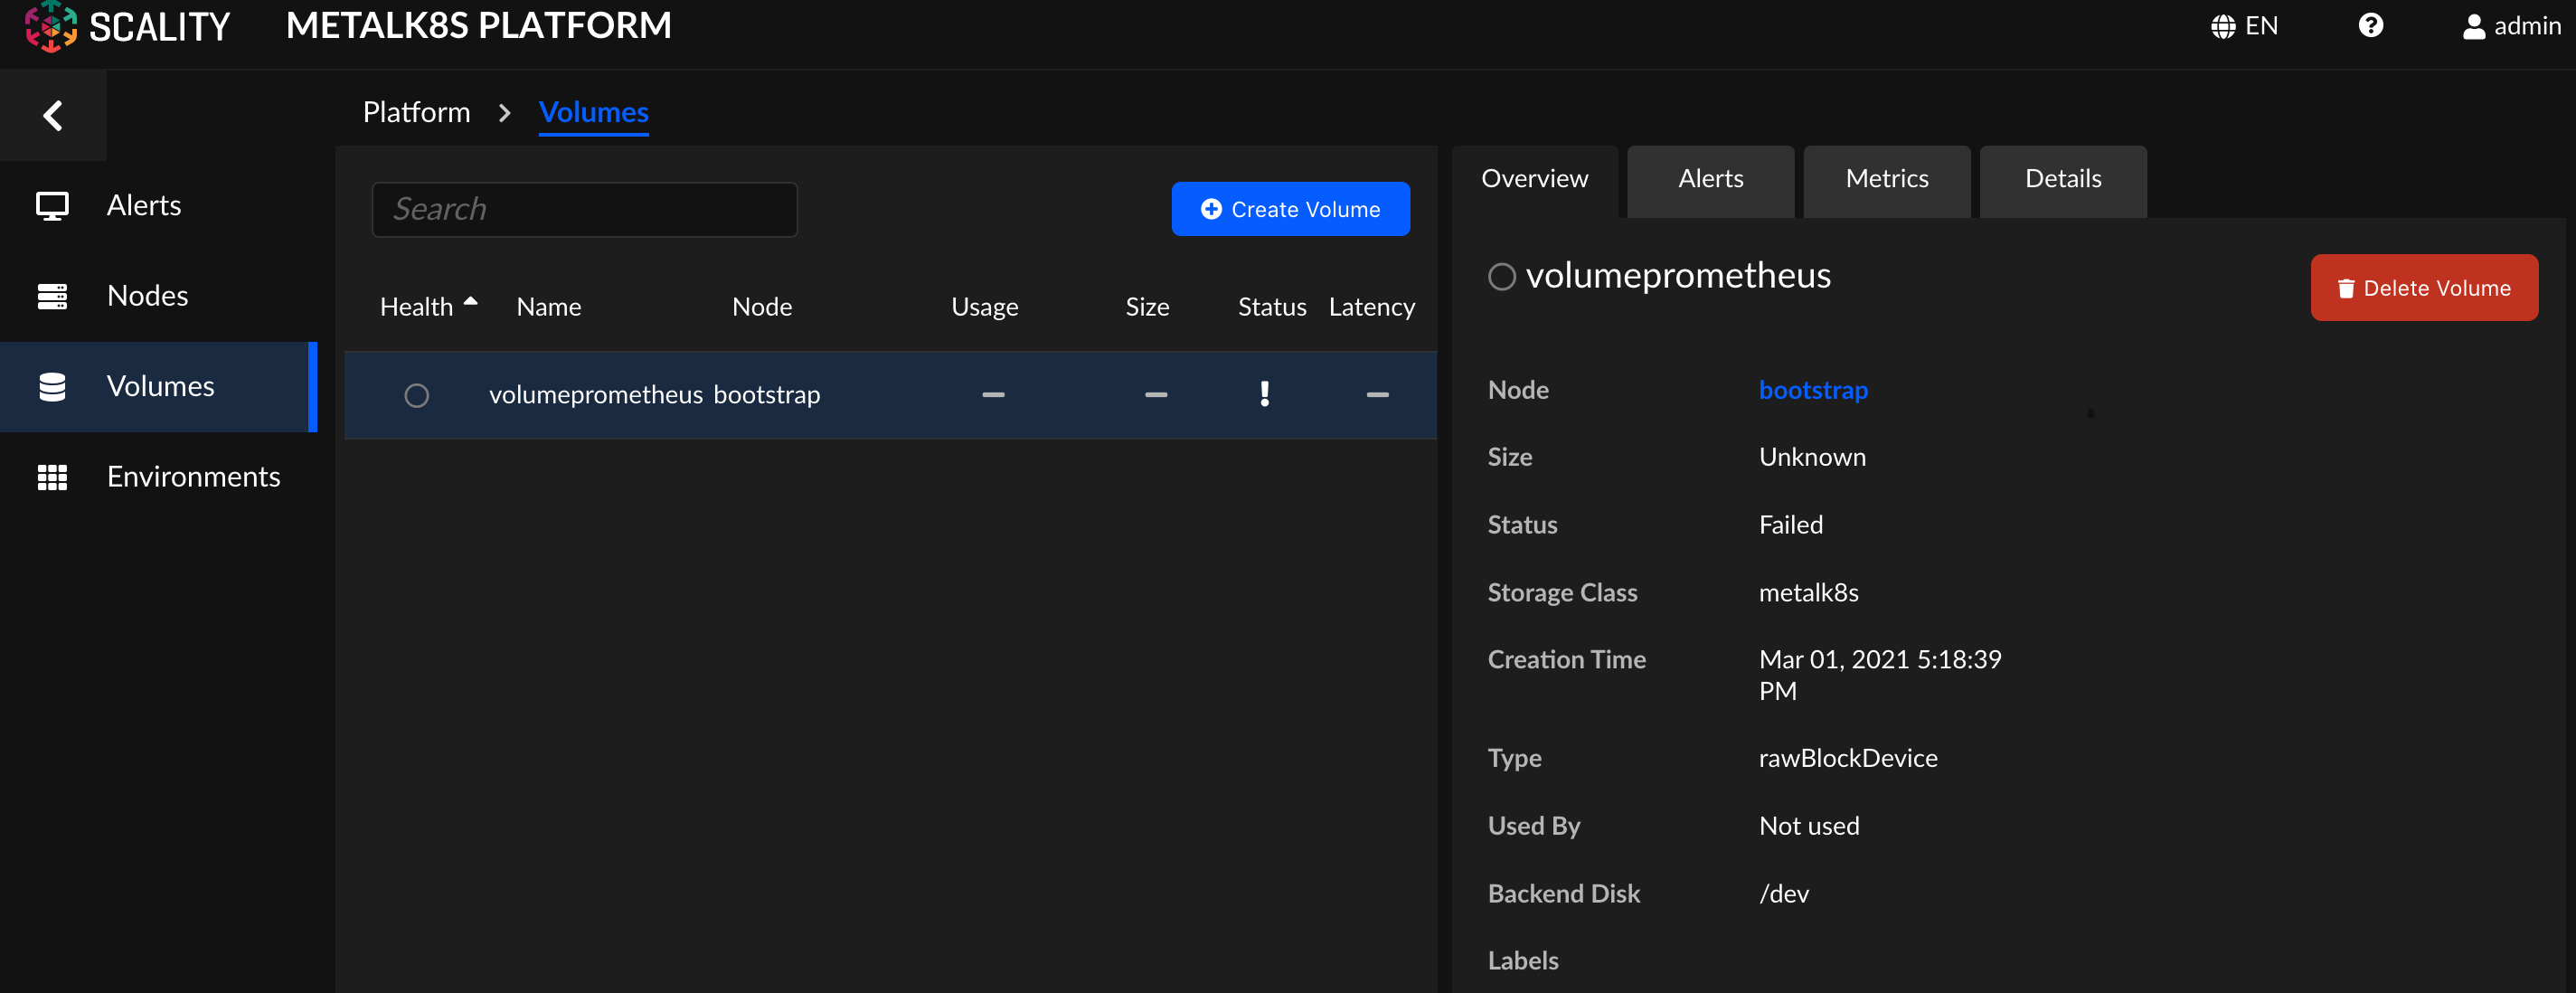 SCALITY METALK8S PLATFORM EN admin
Platform > Volumes
Alerts
Nodes
Volumes
Environments
Search
Create Volume
Health Name Node Usage Size Status Latency
volumeprometheus bootstrap — — ! —
Overview Alerts Metrics Details
volumeprometheus
Delete Volume
Node bootstrap
Size Unknown
Status Failed
Storage Class metalk8s
Creation Time Mar 01, 2021 5:18:39
PM
Type rawBlockDevice
Used By Not used
Backend Disk /dev
Labels